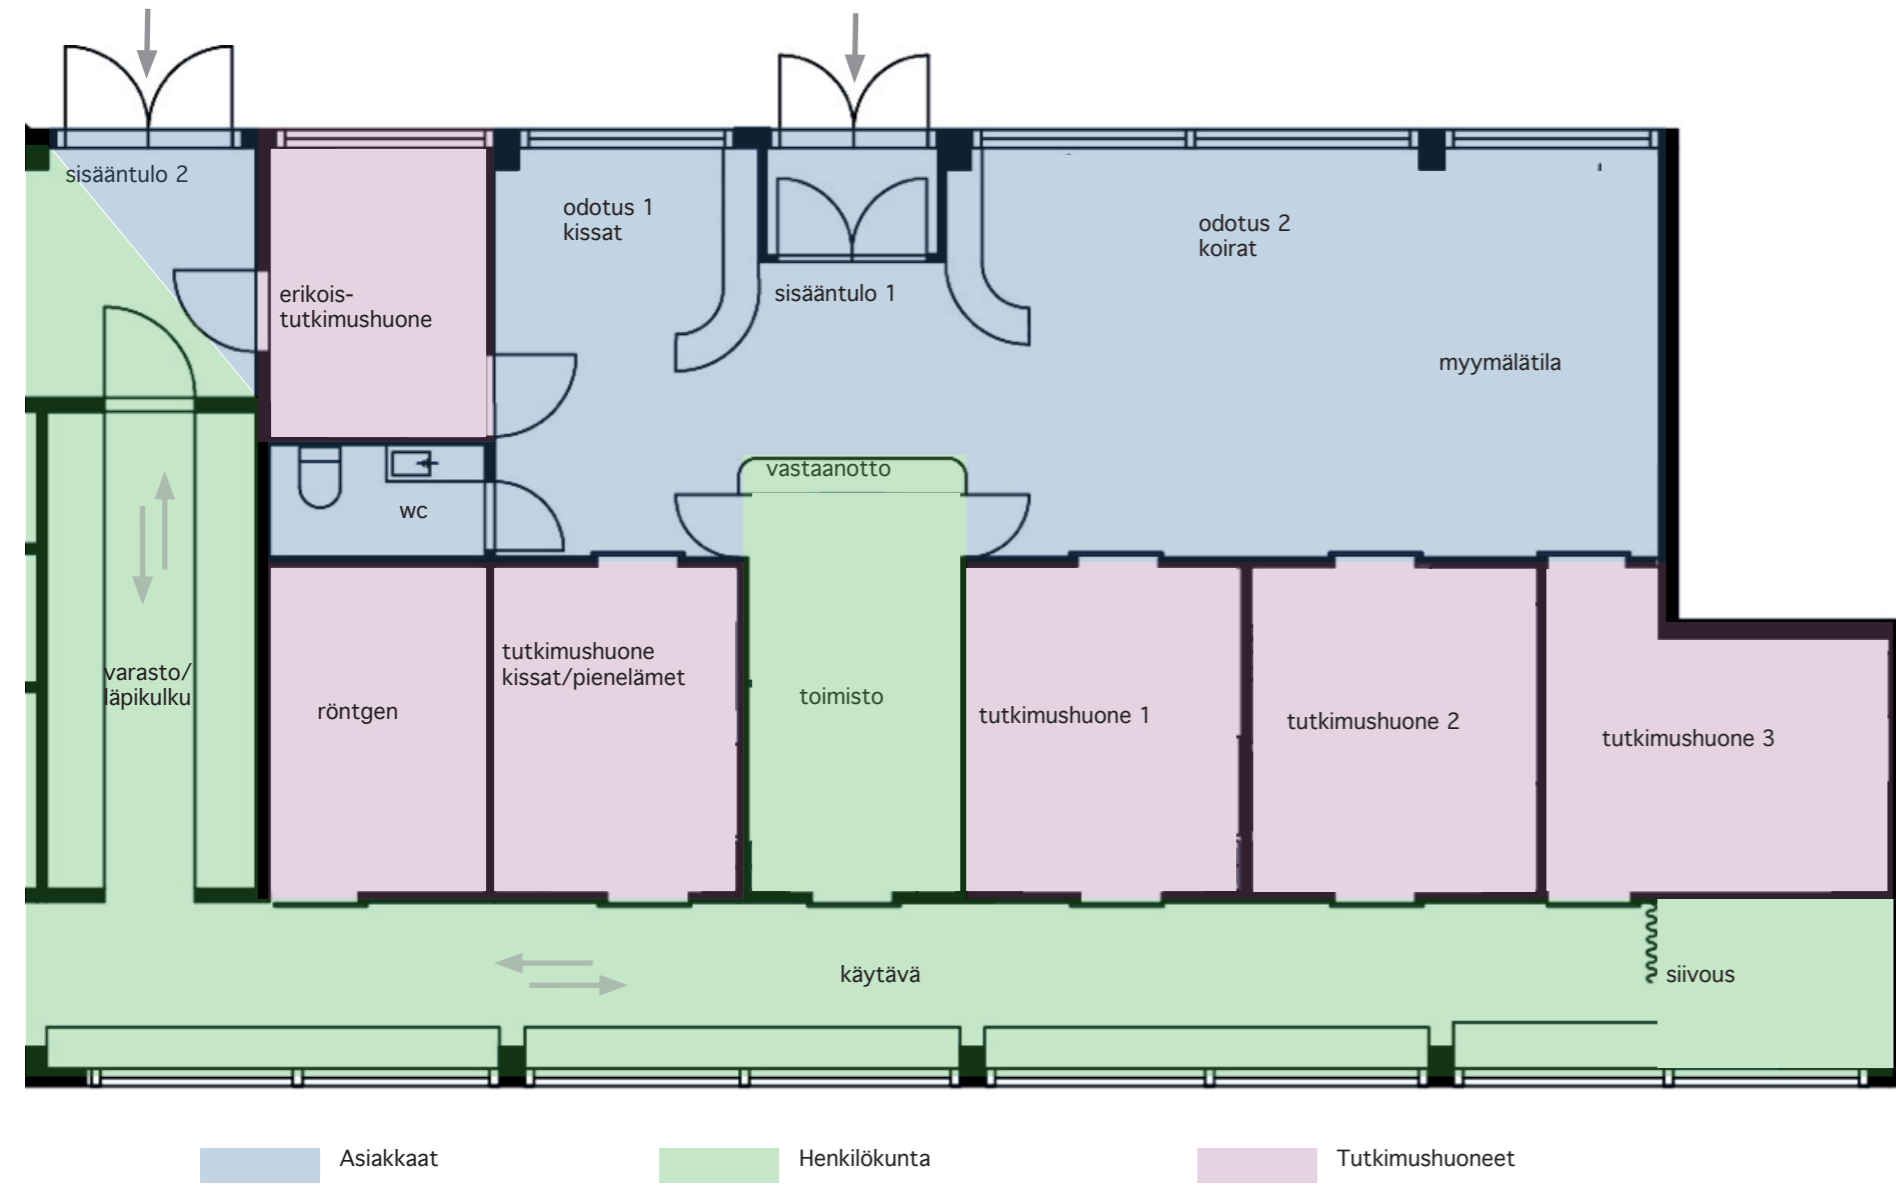 sisääntulo 2
odotus 1
kissat
odotus 2
koirat
erikois-
tutkimushuone
sisääntulo 1
myymälätila
vastaanotto
wc
varasto/
läpikulku
röntgen
tutkimushuone
kissat/pienelämet
toimisto
tutkimushuone 1
tutkimushuone 2
tutkimushuone 3
käytävä
siivous
Asiakkaat
Henkilökunta
Tutkimushuoneet